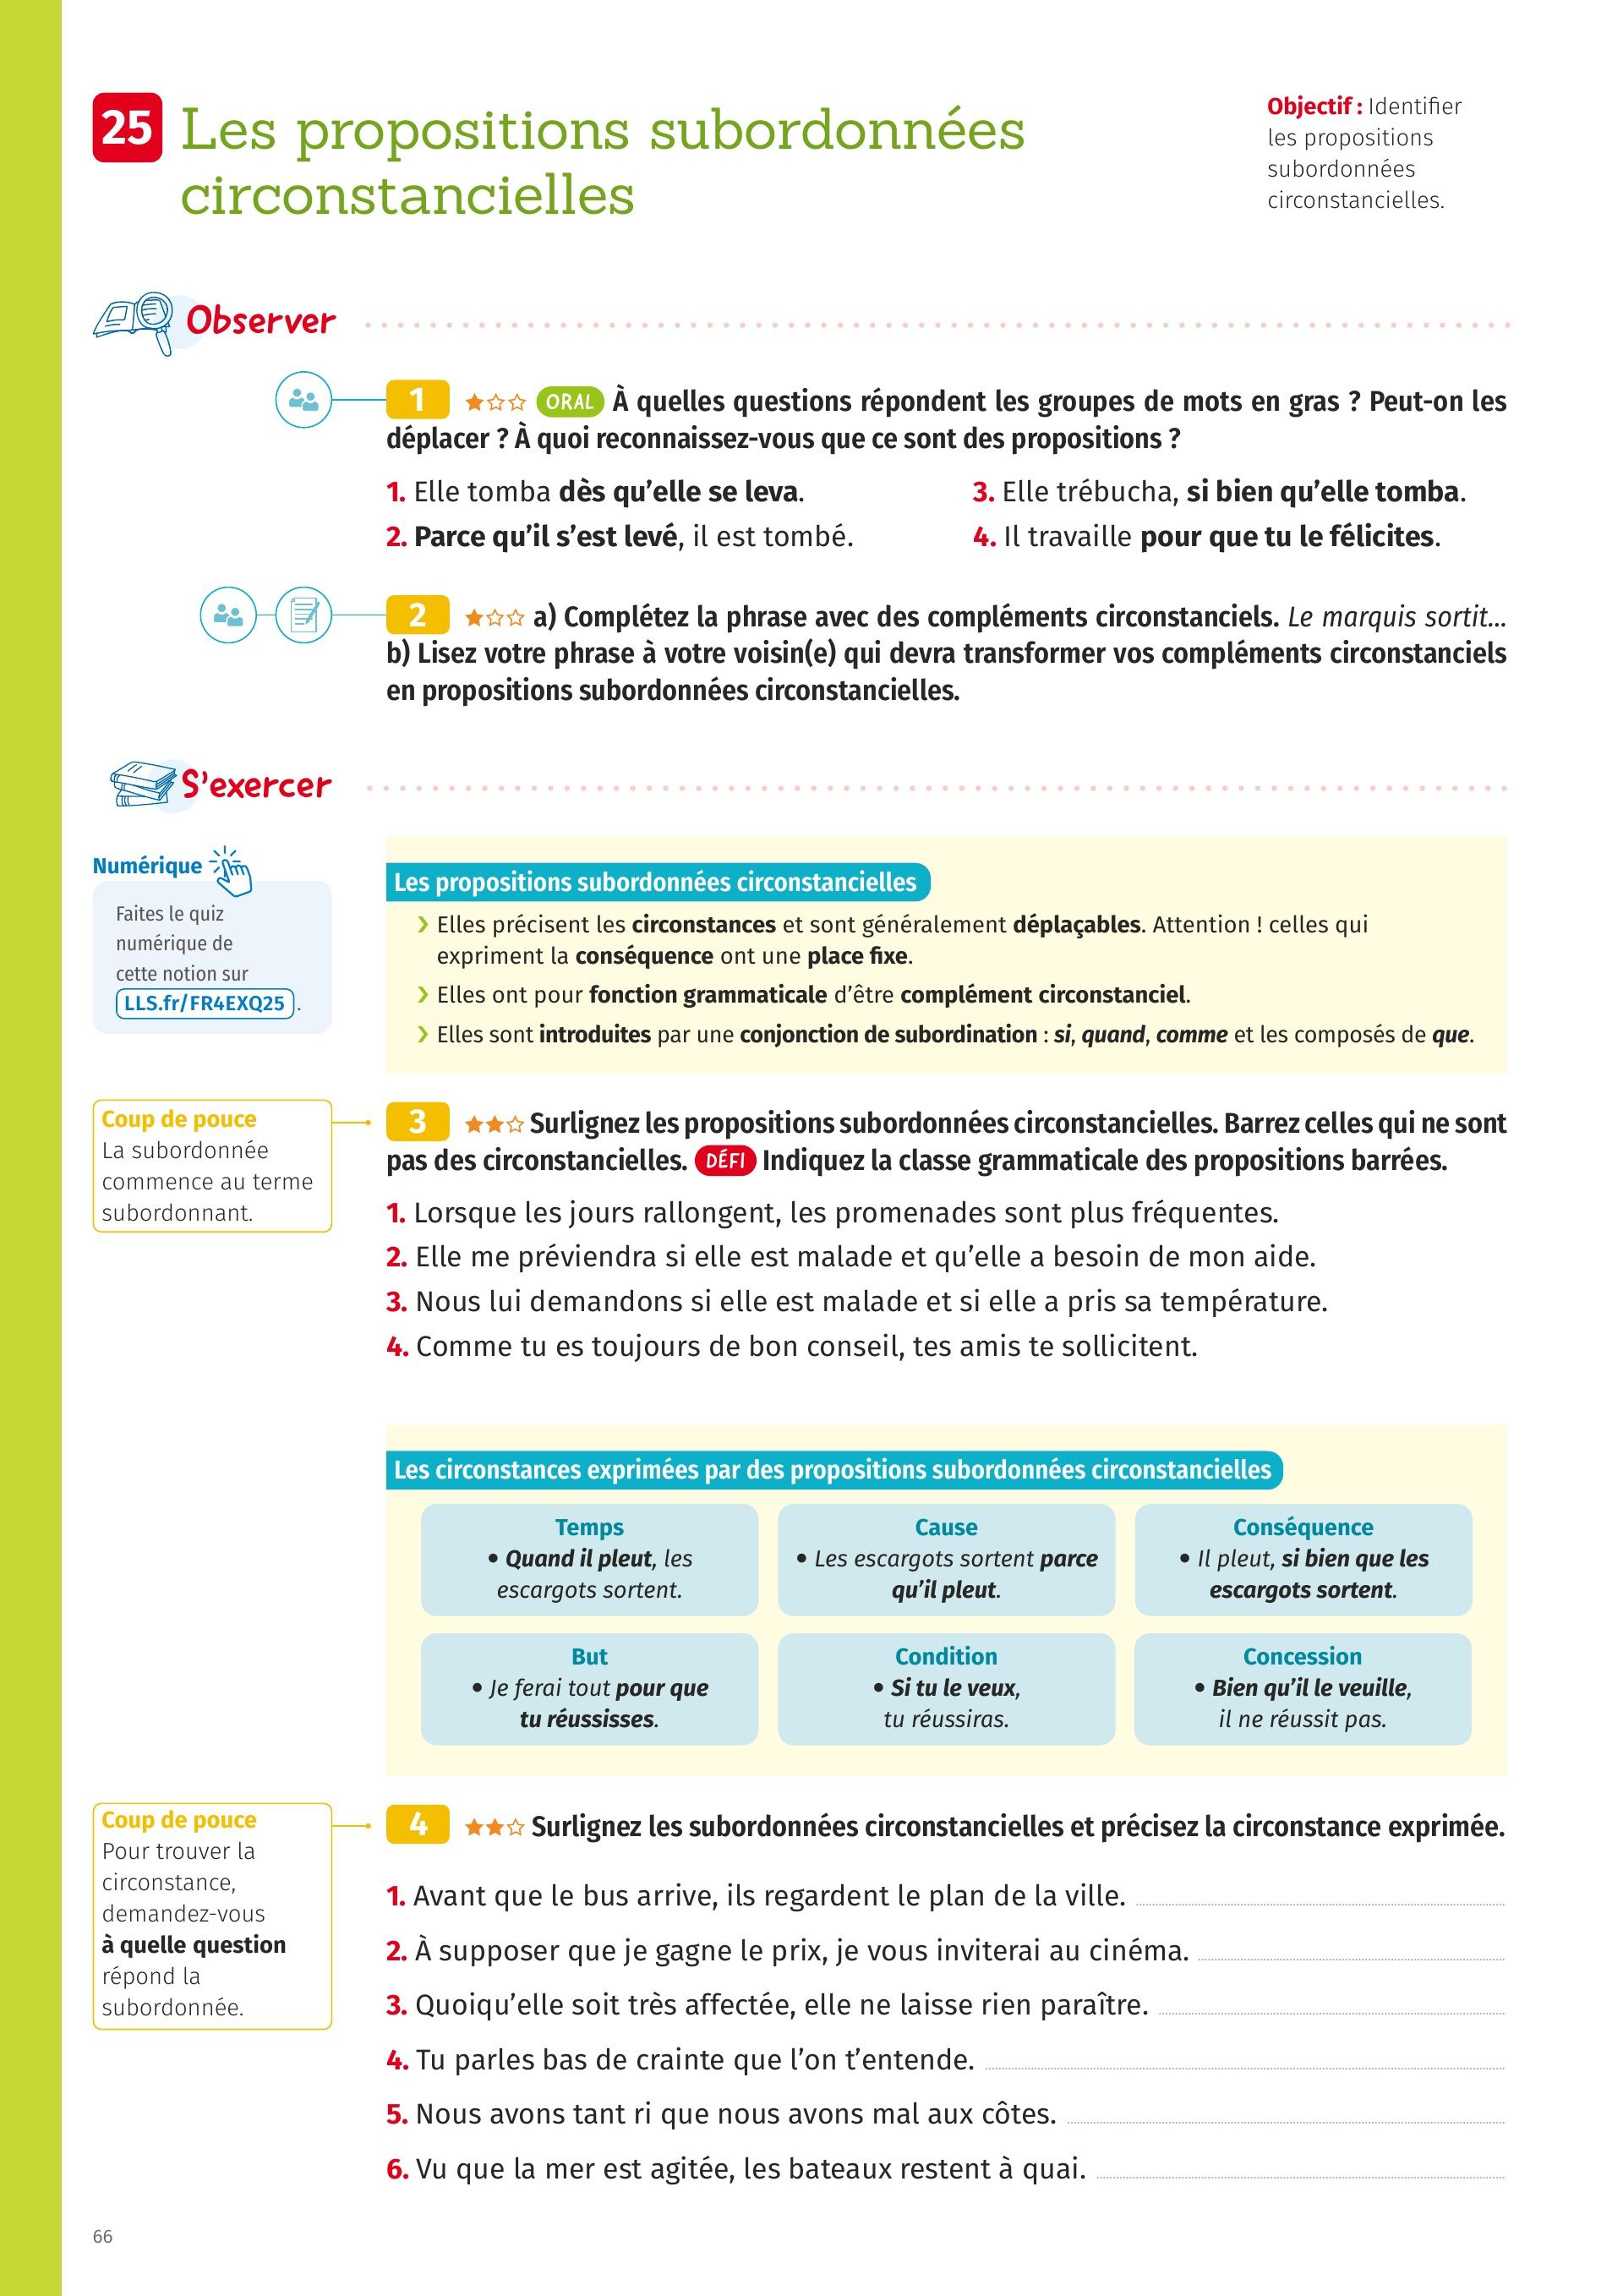 25 Les propositions subordonnées
circonstancielles
Objectif : Identifier
les propositions
subordonnées
circonstancielles.
Observer
1 ORAL À quelles questions répondent les groupes de mots en gras ? Peut-on les
déplacer ? À quoi reconnaissez-vous que ce sont des propositions ?
1. Elle tomba dès qu’elle se leva.
2. Parce qu’il s’est levé, il est tombé.
3. Elle trébucha, si bien qu’elle tomba.
4. Il travaille pour que tu le félicites.
2 a) Complétez la phrase avec des compléments circonstanciels. Le marquis sortit...
b) Lisez votre phrase à votre voisin(e) qui devra transformer vos compléments circonstanciels
en propositions subordonnées circonstancielles.
S’exercer
Numérique
Faites le quiz
numérique de
cette notion sur
LLS.fr/FR4EXQ25 .
Les propositions subordonnées circonstancielles
› Elles précisent les circonstances et sont généralement déplaçables. Attention ! celles qui
expriment la conséquence ont une place fixe.
› Elles ont pour fonction grammaticale d’être complément circonstanciel.
› Elles sont introduites par une conjonction de subordination : si, quand, comme et les composés de que.
Coup de pouce
La subordonnée
commence au terme
subordonnant.
3 Surlignez les propositions subordonnées circonstancielles. Barrez celles qui ne sont
pas des circonstancielles. DÉFI Indiquez la classe grammaticale des propositions barrées.
1. Lorsque les jours rallongent, les promenades sont plus fréquentes.
2. Elle me préviendra si elle est malade et qu’elle a besoin de mon aide.
3. Nous lui demandons si elle est malade et si elle a pris sa température.
4. Comme tu es toujours de bon conseil, tes amis te sollicitent.
Les circonstances exprimées par des propositions subordonnées circonstancielles
Temps
• Quand il pleut, les
escargots sortent.
Cause
• Les escargots sortent parce
qu’il pleut.
Conséquence
• Il pleut, si bien que les
escargots sortent.
But
• Je ferai tout pour que
tu réussisses.
Condition
• Si tu le veux,
tu réussiras.
Concession
• Bien qu’il le veuille,
il ne réussit pas.
Coup de pouce
Pour trouver la
circonstance,
demandez-vous
à quelle question
répond la
subordonnée.
4 Surlignez les subordonnées circonstancielles et précisez la circonstance exprimée.
1. Avant que le bus arrive, ils regardent le plan de la ville.
2. À supposer que je gagne le prix, je vous inviterai au cinéma.
3. Quoiqu’elle soit très affectée, elle ne laisse rien paraître.
4. Tu parles bas de crainte que l’on t’entende.
5. Nous avons tant ri que nous avons mal aux côtes.
6. Vu que la mer est agitée, les bateaux restent à quai.
66